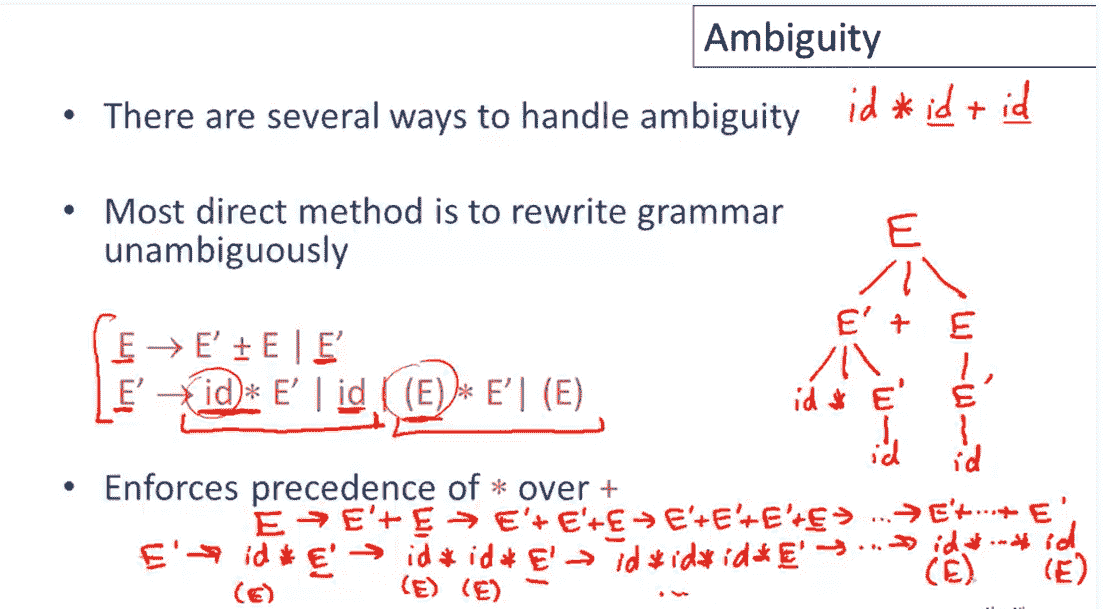 Ambiguity
• There are several ways to handle ambiguity
id * id + id
• Most direct method is to rewrite grammar
unambiguously
E → E' + E | E'
E' → id * E' | id | (E) * E' | (E)
E
E' + E
id * E' E'
id id
• Enforces precedence of * over +
E → E'+ E → E'+ E'+E → E'+E'+E'+E → ... → E'+...+ E'
E' → id * E' → id * id * E' → id*id*id*E' → ... → id*...* id
(E) (E) (E) ... (E) (E)